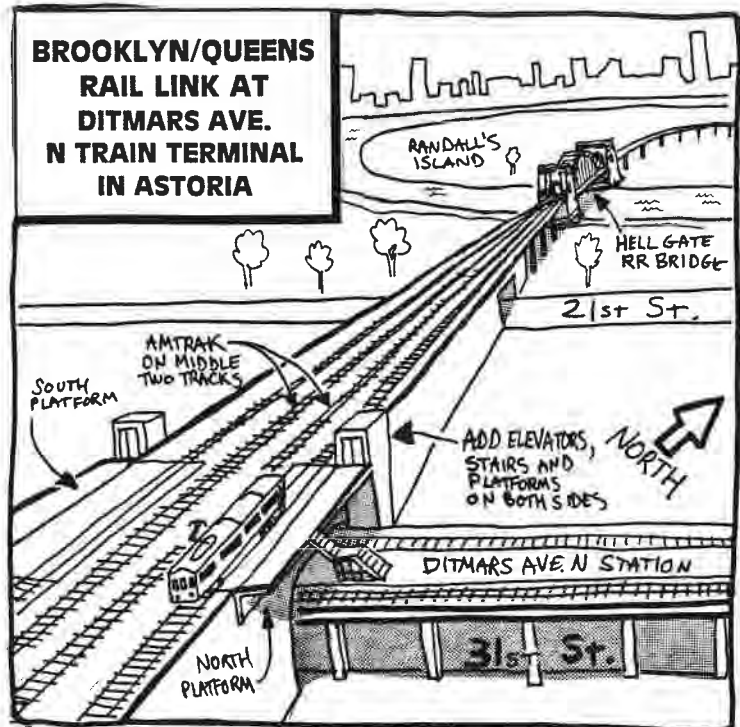 BROOKLYN/QUEENS
RAIL LINK AT
DITMARS AVE.
N TRAIN TERMINAL
IN ASTORIA
RANDALL'S
ISLAND
HELL GATE
RR BRIDGE
21st St.
AMTRAK
ON MIDDLE
TWO TRACKS
SOUTH
PLATFORM
ADD ELEVATORS,
STAIRS AND
PLATFORMS
ON BOTH SIDES
NORTH
DITMARS AVE. N STATION
31st St.
NORTH
PLATFORM